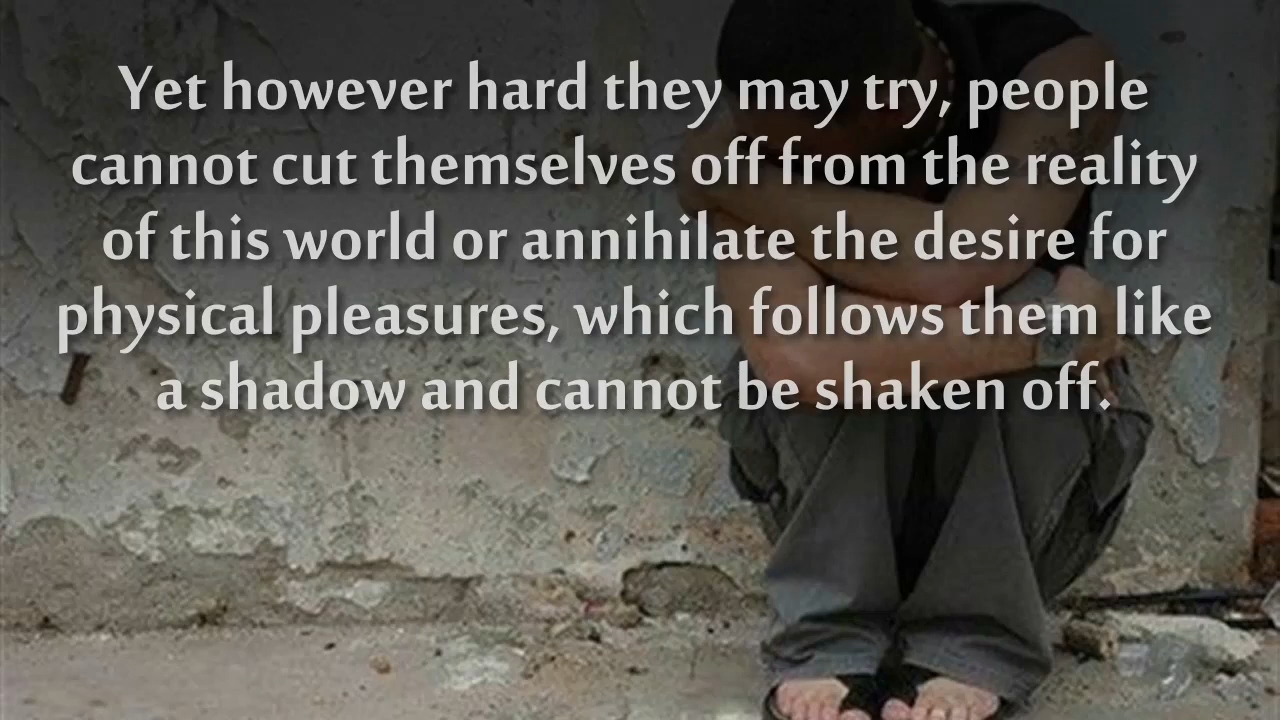 Yet however hard they may try, people
cannot cut themselves off from the reality
of this world or annihilate the desire for
physical pleasures, which follows them like
a shadow and cannot be shaken off.